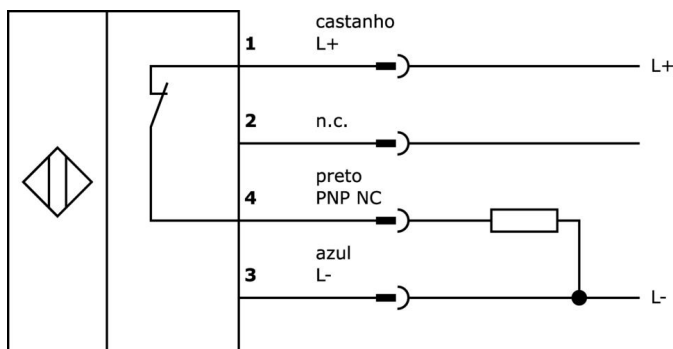 castanho
1 L+ L+
2 n.c.
preto
4 PNP NC
azul
3 L- L-